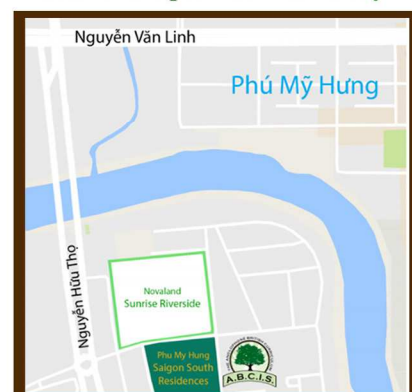 Nguyễn Văn Linh
Phú Mỹ Hưng
Nguyễn Hữu Thọ
Novaland
Sunrise Riverside
Phu My Hung
Saigon South
Residences
A.B.C.I.S.